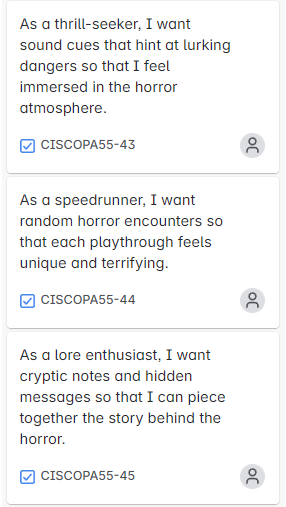 As a thrill-seeker, I want
sound cues that hint at lurking
dangers so that I feel
immersed in the horror
atmosphere.
CISCOPA55-43
As a speedrunner, I want
random horror encounters so
that each playthrough feels
unique and terrifying.
CISCOPA55-44
As a lore enthusiast, I want
cryptic notes and hidden
messages so that I can piece
together the story behind the
horror.
CISCOPA55-45